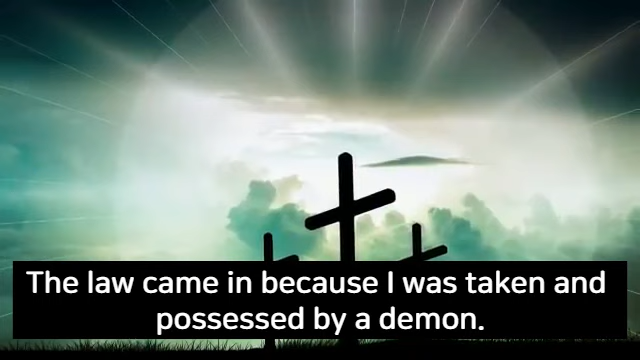 The law came in because I was taken and
possessed by a demon.